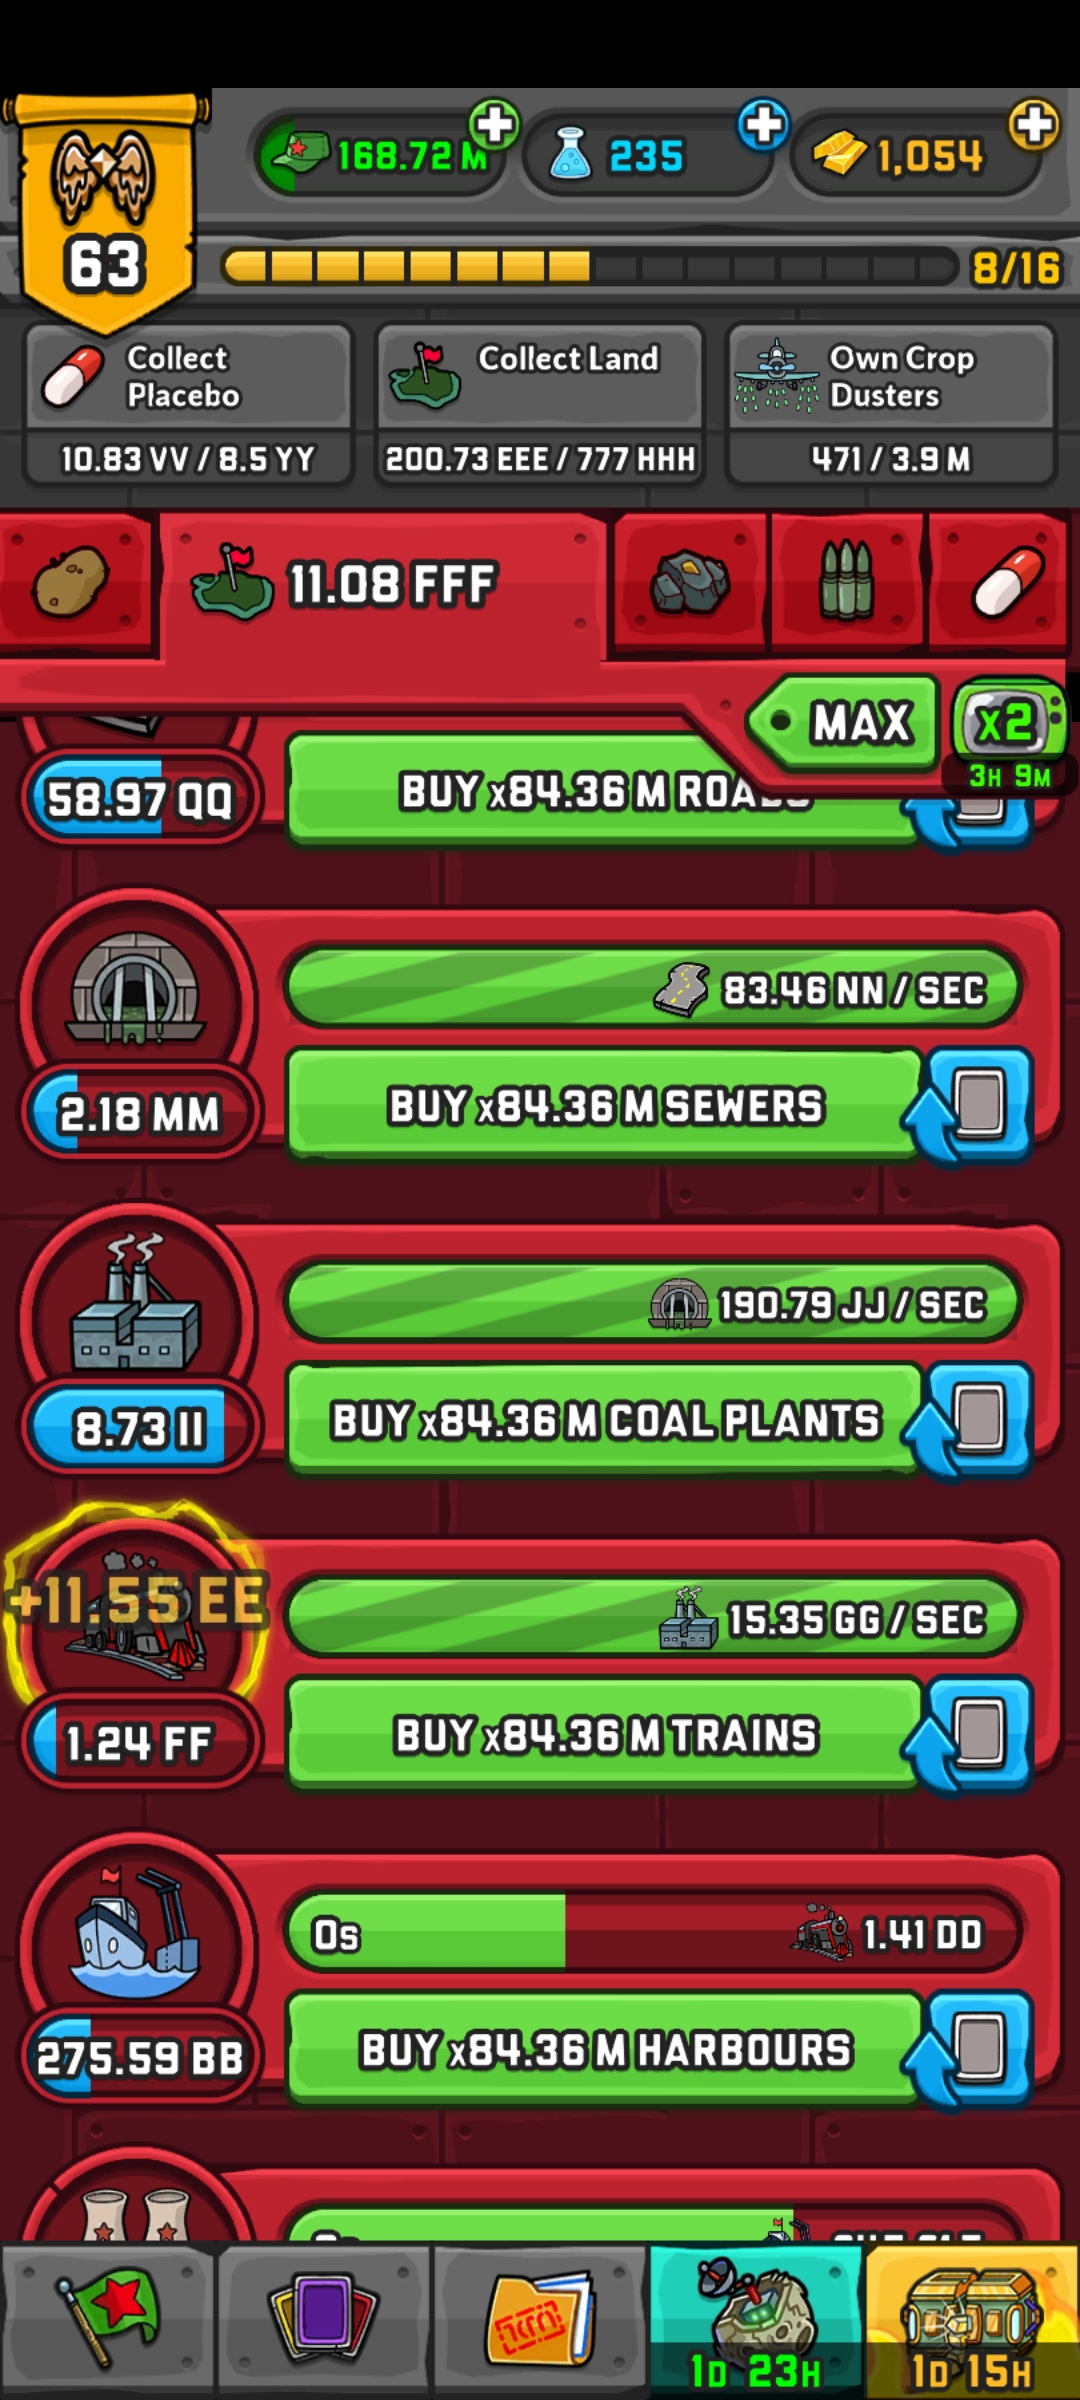 168.72 M
235
1,054
63
8/16
Collect
Placebo
10.83 VV / 8.5 YY
Collect Land
200.73 EEE / 777 HHH
Own Crop
Dusters
471 / 3.9 M
11.08 FFF
MAX
x2
3H 9M
58.97 QQ
BUY x84.36 M ROADS
83.46 NN / SEC
2.18 MM
BUY x84.36 M SEWERS
190.79 JJ / SEC
8.73 II
BUY x84.36 M COAL PLANTS
+11.55 EE
15.35 GG / SEC
1.24 FF
BUY x84.36 M TRAINS
0s
1.41 DD
275.59 BB
BUY x84.36 M HARBOURS
1D 23H
1D 15H